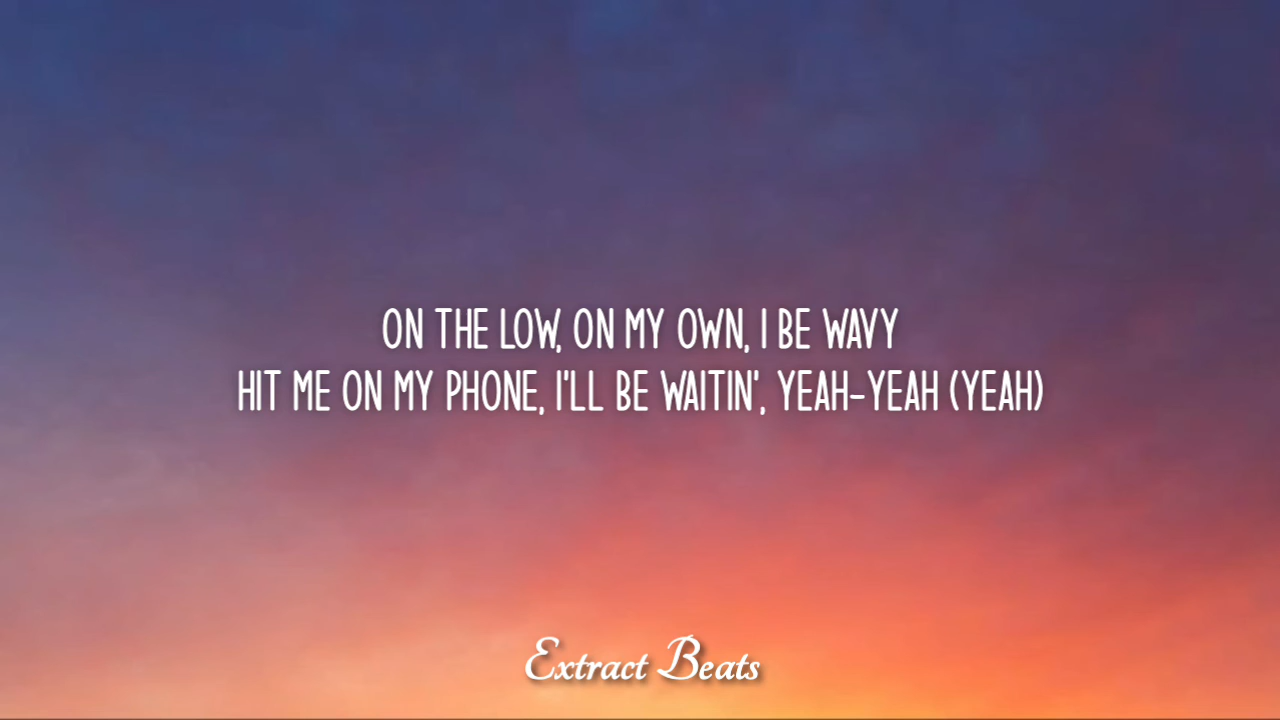 ON THE LOW, ON MY OWN, I BE WAVY
HIT ME ON MY PHONE, I'LL BE WAITIN', YEAH-YEAH (YEAH)
Extract Beats